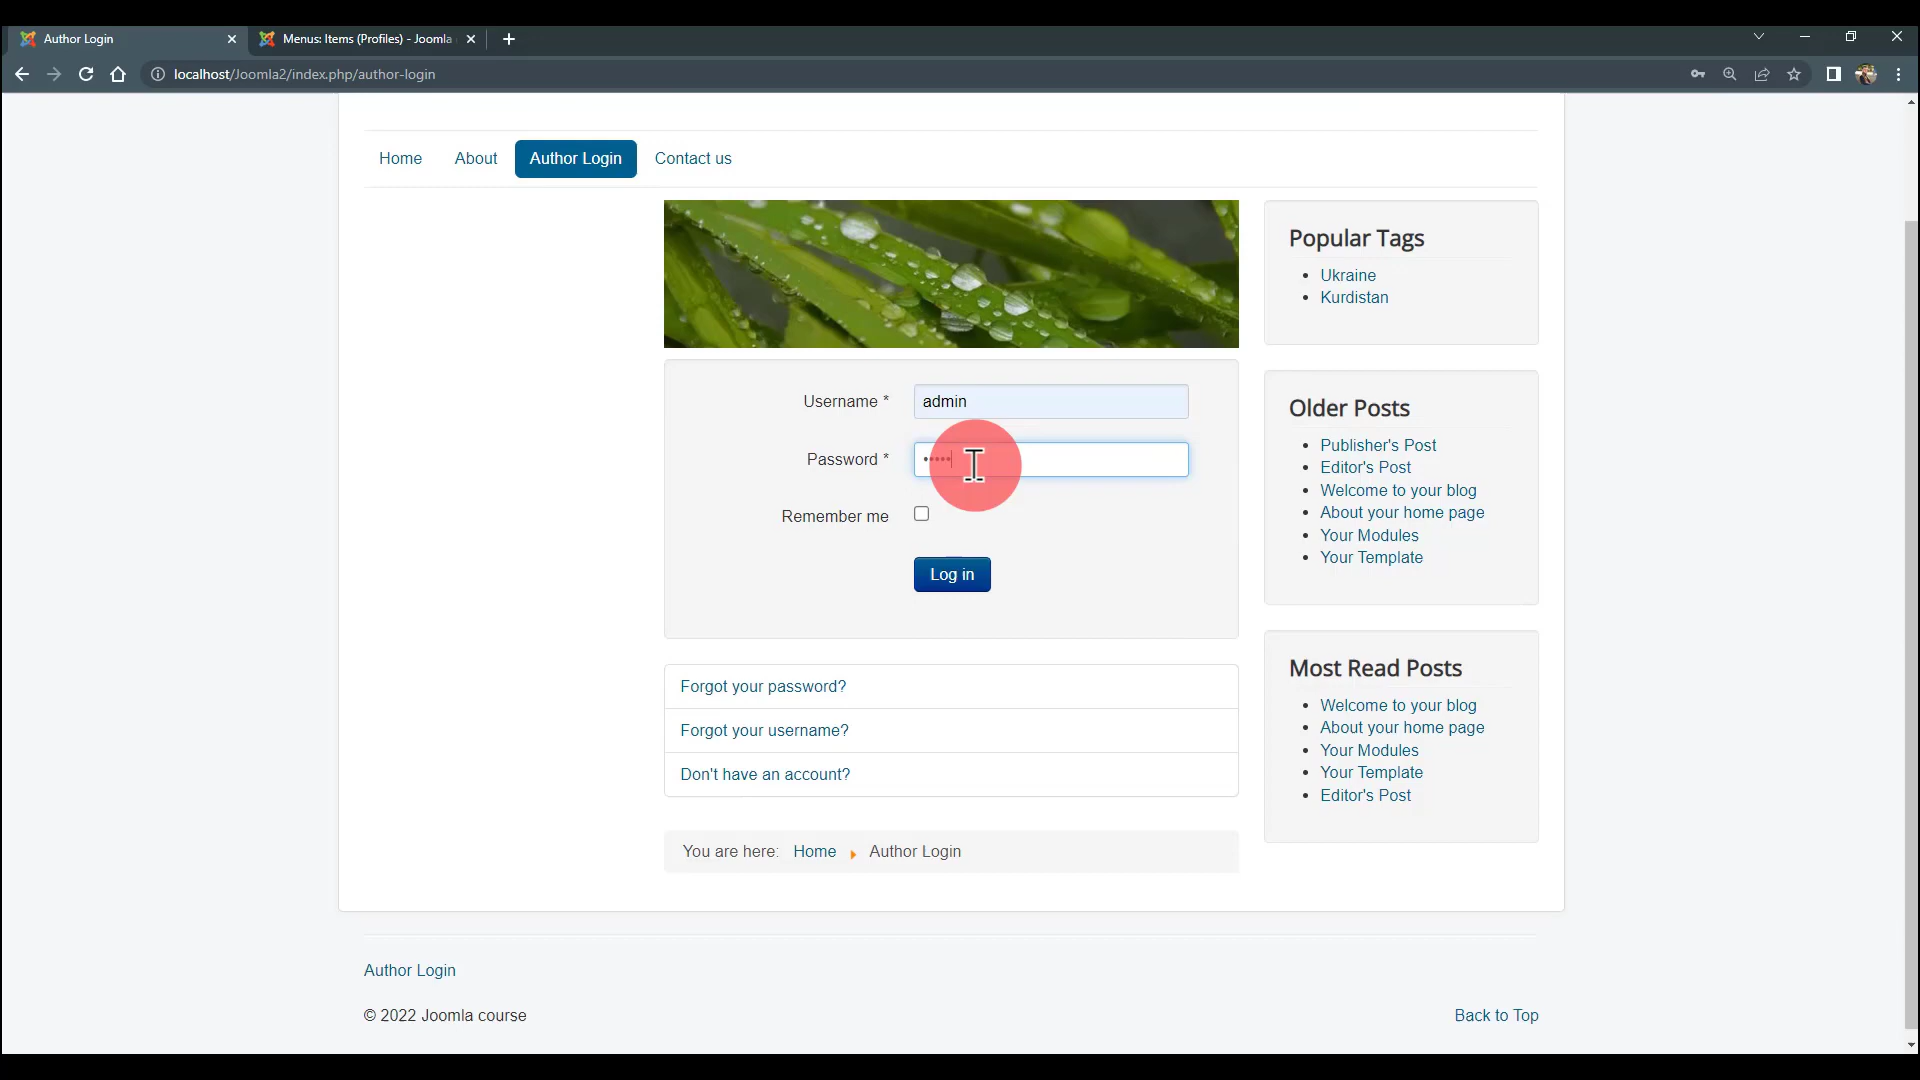 Author Login
Menus: Items (Profiles) - Joomla
localhost/Joomla2/index.php/author-login
Home
About
Author Login
Contact us
Username *
admin
Password *
•••••
Remember me
Log in
Forgot your password?
Forgot your username?
Don't have an account?
You are here: Home Author Login
Popular Tags
Ukraine
Kurdistan
Older Posts
Publisher's Post
Editor's Post
Welcome to your blog
About your home page
Your Modules
Your Template
Most Read Posts
Welcome to your blog
About your home page
Your Modules
Your Template
Editor's Post
Author Login
© 2022 Joomla course
Back to Top